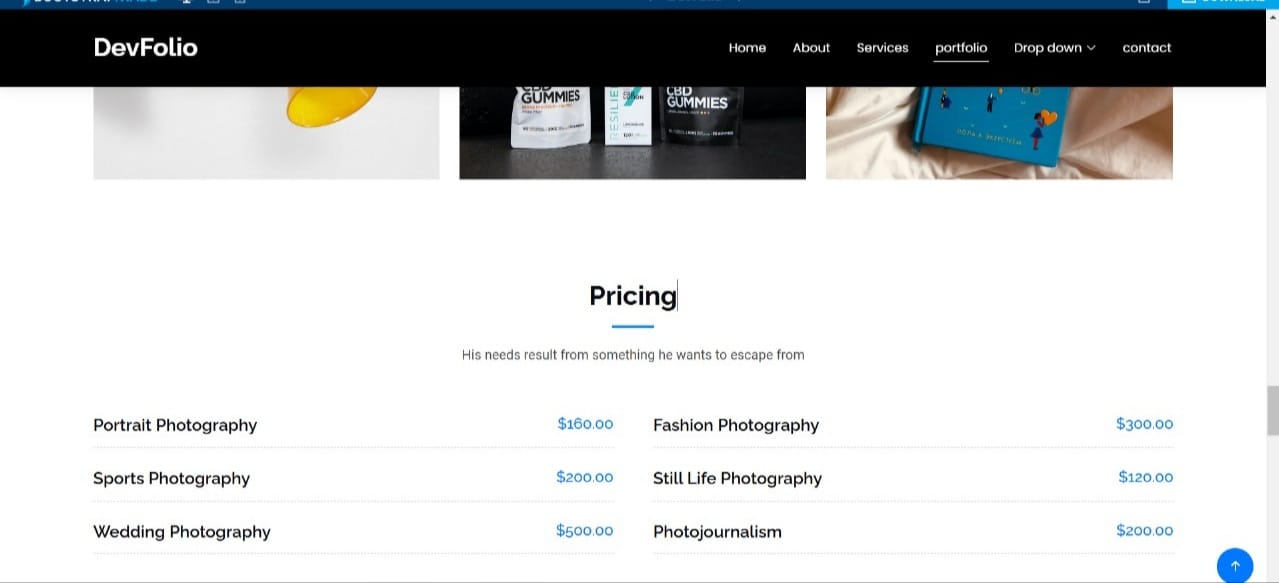 DevFolio
Home About Services portfolio Drop down contact
GUMMIES
RESILIE
CBD
GUMMIES
Pricing
His needs result from something he wants to escape from
Portrait Photography $160.00
Fashion Photography $300.00
Sports Photography $200.00
Still Life Photography $120.00
Wedding Photography $500.00
Photojournalism $200.00